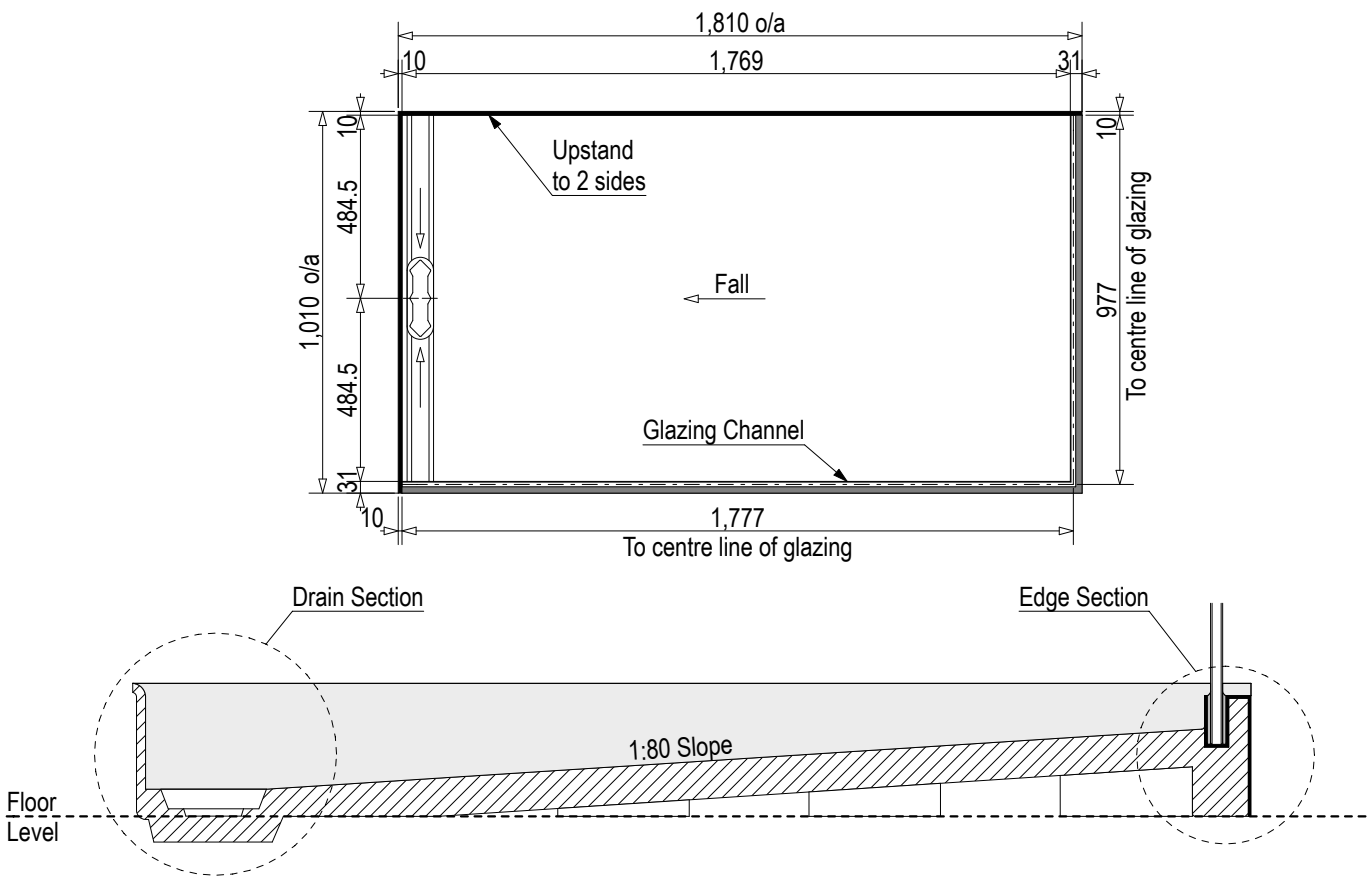 1,810 o/a
10
1,769
31
10
10
Upstand
to 2 sides
484.5
1,010 o/a
Fall
977
To centre line of glazing
484.5
Glazing Channel
31
10
1,777
To centre line of glazing
Drain Section
Edge Section
1:80 Slope
Floor
Level